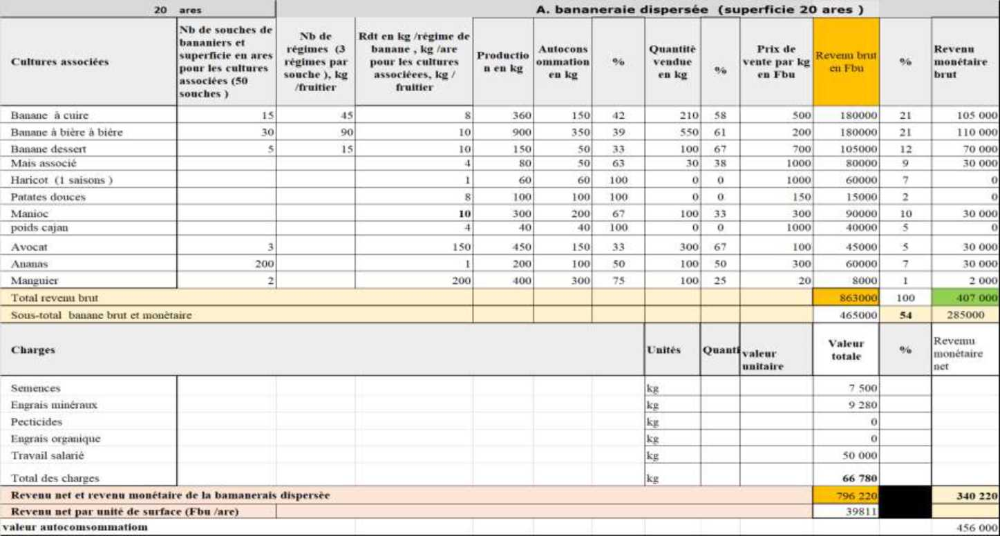 20 ares A. bananeraie dispersée (superficie 20 ares )
Cultures associées | Nb de souches de bananiers et superficie en ares pour les cultures associées (50 souches ) | Nb de régimes (3 régimes par souche ), kg /fruitier | Rdt en kg /régime de banane , kg /are pour les cultures associéees, kg / fruitier | Productio n en kg | Autocons ommation en kg | % | Quantité vendue en kg | % | Prix de vente par kg en Fbu | Revenu brut en Fbu | % | Revenu monétaire brut
Banane à cuire 15 45 8 360 150 42 210 58 500 180000 21 105 000
Banane à bière à bière 30 90 10 900 350 39 550 61 200 180000 21 110 000
Banane dessert 5 15 10 150 50 33 100 67 700 105000 12 70 000
Mais associé 4 80 50 63 30 38 1000 80000 9 30 000
Haricot (1 saisons ) 1 60 60 100 0 0 1000 60000 7 0
Patates douces 8 100 100 100 0 0 150 15000 2 0
Manioc 10 300 200 67 100 33 300 90000 10 30 000
poids cajan 4 40 40 100 0 0 1000 40000 5 0
Avocat 3 150 450 150 33 300 67 100 45000 5 30 000
Ananas 200 1 200 100 50 100 50 300 60000 7 30 000
Manguier 2 200 400 300 75 100 25 20 8000 1 2 000
Total revenu brut 863000 100 407 000
Sous-total banane brut et monétaire 465000 54 285000
Charges | Unités | Quanti | valeur unitaire | Valeur totale | % | Revenu monétaire net
Semences kg 7 500
Engrais minéraux kg 9 280
Pecticides kg 0
Engrais organique kg 0
Travail salarié kg 50 000
Total des charges kg 66 780
Revenu net et revenu monétaire de la bamanerais dispersée 796 220 340 220
Revenu net par unité de surface (Fbu /are) 39811
valeur autocomsommatiom 456 000